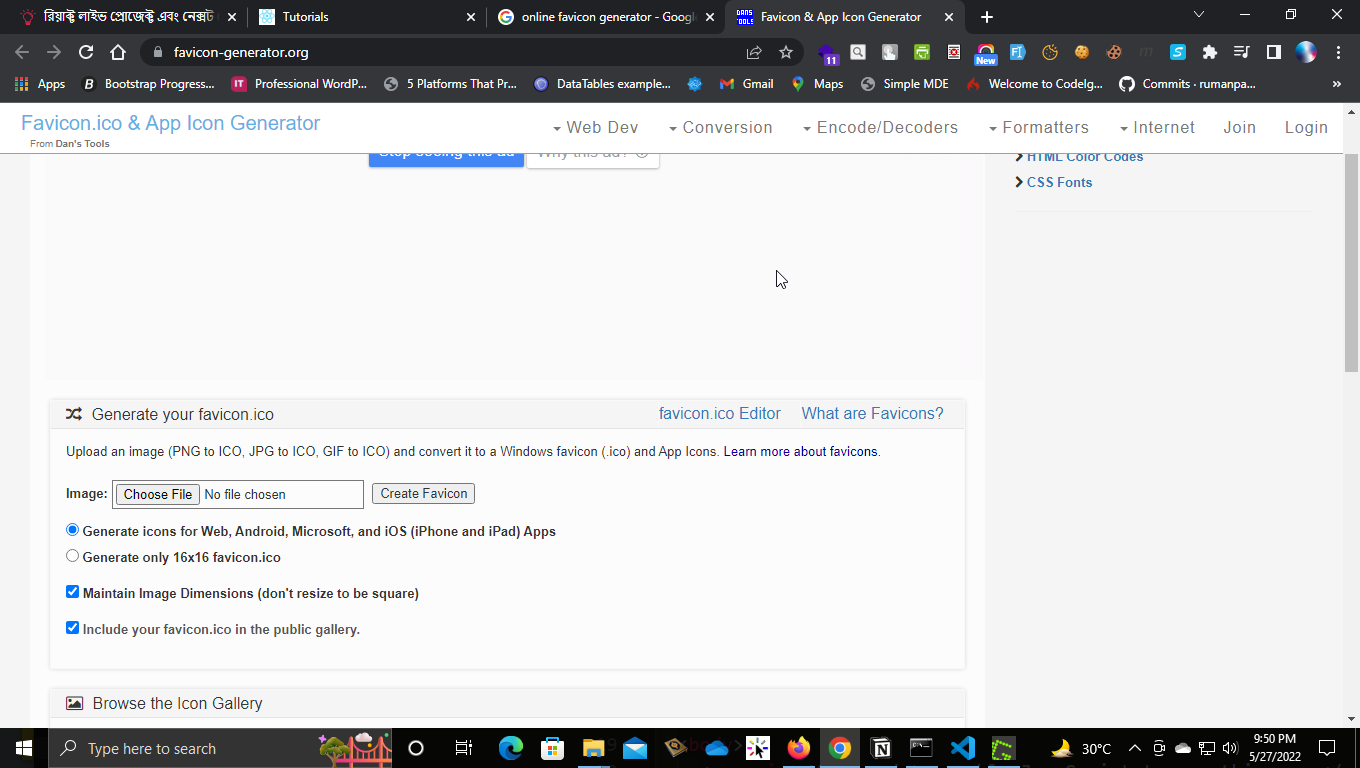 রিয়াক্ট লাইভ প্রোজেক্ট এবং নেক্সট
Tutorials
online favicon generator - Googl
Favicon & App Icon Generator
favicon-generator.org
11
New
Apps
Bootstrap Progress...
Professional WordP...
5 Platforms That Pr...
DataTables example...
Gmail
Maps
Simple MDE
Welcome to CodeIg...
Commits · rumanpa...
Favicon.ico & App Icon Generator
From Dan's Tools
Web Dev
Conversion
Encode/Decoders
Formatters
Internet
Join
Login
Stop seeing this ad
Why this ad?
HTML Color Codes
CSS Fonts
Generate your favicon.ico
favicon.ico Editor
What are Favicons?
Upload an image (PNG to ICO, JPG to ICO, GIF to ICO) and convert it to a Windows favicon (.ico) and App Icons. Learn more about favicons.
Image: Choose File No file chosen Create Favicon
Generate icons for Web, Android, Microsoft, and iOS (iPhone and iPad) Apps
Generate only 16x16 favicon.ico
Maintain Image Dimensions (don't resize to be square)
Include your favicon.ico in the public gallery.
Browse the Icon Gallery
Type here to search
30°C
9:50 PM
5/27/2022